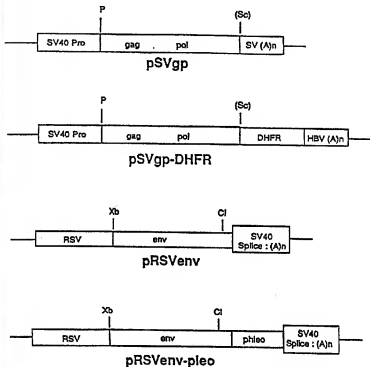 P (Sc)
SV40 Pro gag . pol SV (A)n
pSVgp
P (Sc)
SV40 Pro gag pol DHFR HBV (A)n
pSVgp-DHFR
Xb Cl
RSV env SV40 Splice : (A)n
pRSVenv
Xb Cl
RSV env phleo SV40 Splice : (A)n
pRSVenv-pleo